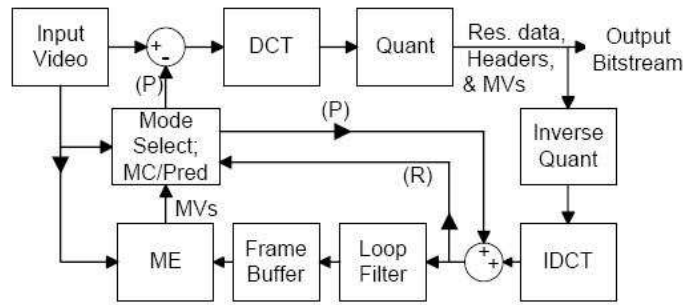 Input
Video
+
-
DCT
Quant
Res. data,
Headers,
& MVs
Output
Bitstream
(P)
Mode
Select;
MC/Pred
(P)
(R)
Inverse
Quant
MVs
ME
Frame
Buffer
Loop
Filter
+
+
IDCT